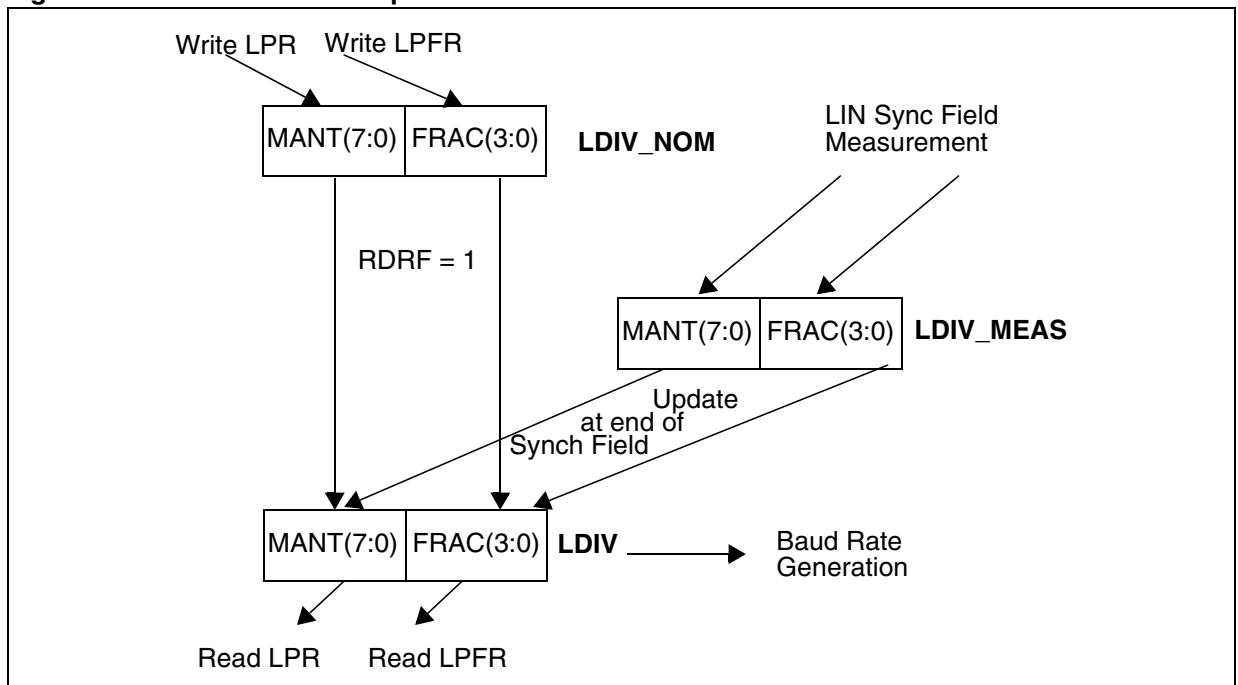 Write LPR
Write LPFR
MANT(7:0)
FRAC(3:0)
LDIV_NOM
LIN Sync Field
Measurement
RDRF = 1
MANT(7:0)
FRAC(3:0)
LDIV_MEAS
Update
at end of
Synch Field
MANT(7:0)
FRAC(3:0)
LDIV
Baud Rate
Generation
Read LPR
Read LPFR